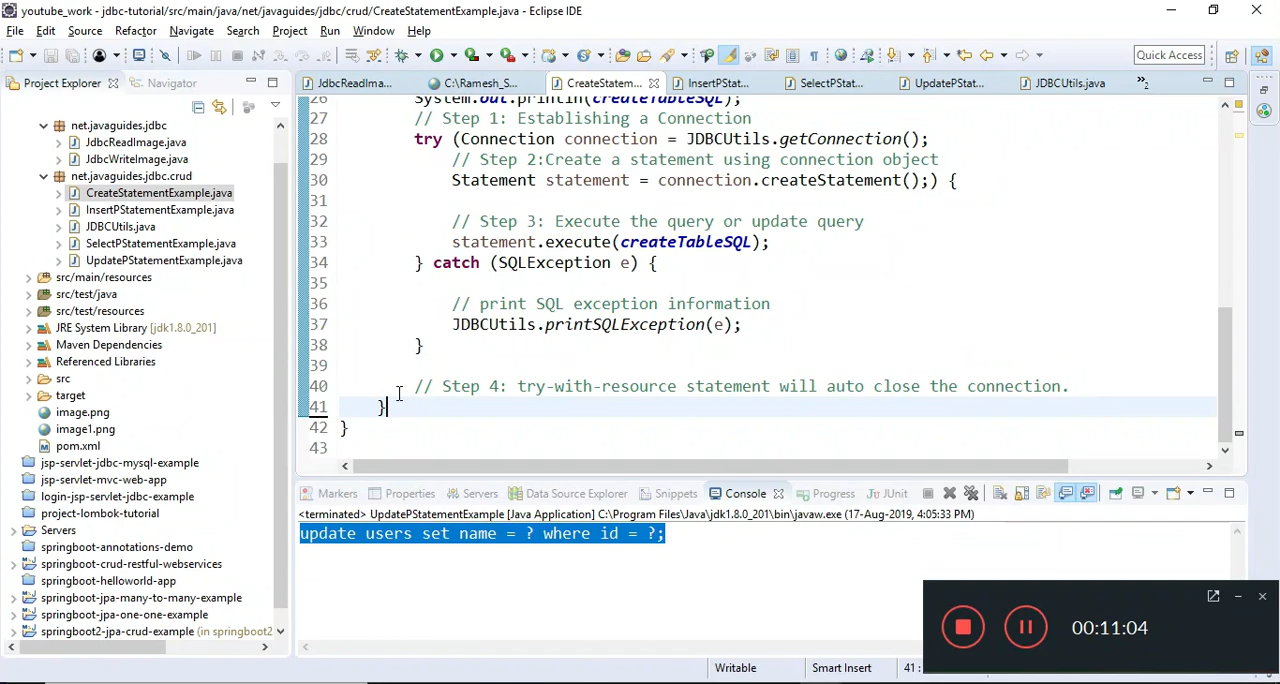 youtube_work - jdbc-tutorial/src/main/java/net/javaguides/jdbc/crud/CreateStatementExample.java - Eclipse IDE
File Edit Source Refactor Navigate Search Project Run Window Help
Quick Access
Project Explorer Navigator
JdbcReadIma... C:\Ramesh_S... CreateStatem... InsertPStat... SelectPStat... UpdatePStat... JDBCUtils.java »2
net.javaguides.jdbc
JdbcReadImage.java
JdbcWriteImage.java
net.javaguides.jdbc.crud
CreateStatementExample.java
InsertPStatementExample.java
JDBCUtils.java
SelectPStatementExample.java
UpdatePStatementExample.java
src/main/resources
src/test/java
src/test/resources
JRE System Library [jdk1.8.0_201]
Maven Dependencies
Referenced Libraries
src
target
image.png
image1.png
pom.xml
jsp-servlet-jdbc-mysql-example
jsp-servlet-mvc-web-app
login-jsp-servlet-jdbc-example
project-lombok-tutorial
Servers
springboot-annotations-demo
springboot-crud-restful-webservices
springboot-helloworld-app
springboot-jpa-many-to-many-example
springboot-jpa-one-one-example
springboot2-jpa-crud-example (in springboot2
26 System.out.println(createTableSQL);
27 // Step 1: Establishing a Connection
28 try (Connection connection = JDBCUtils.getConnection();
29 // Step 2:Create a statement using connection object
30 Statement statement = connection.createStatement();) {
31
32 // Step 3: Execute the query or update query
33 statement.execute(createTableSQL);
34 } catch (SQLException e) {
35
36 // print SQL exception information
37 JDBCUtils.printSQLException(e);
38 }
39
40 // Step 4: try-with-resource statement will auto close the connection.
41 }
42 }
43
Markers Properties Servers Data Source Explorer Snippets Console Progress JUnit
<terminated> UpdatePStatementExample [Java Application] C:\Program Files\Java\jdk1.8.0_201\bin\javaw.exe (17-Aug-2019, 4:05:33 PM)
update users set name = ? where id = ?;
00:11:04
Writable Smart Insert 41 :